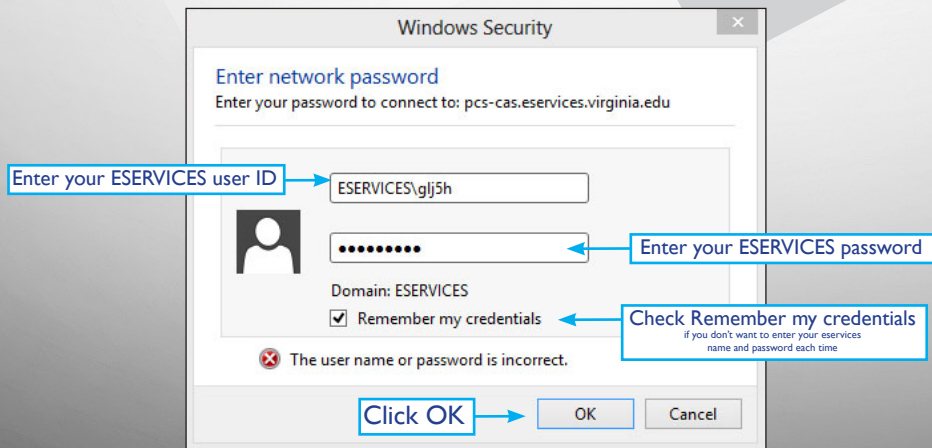 Windows Security
Enter network password
Enter your password to connect to: pcs-cas.eservices.virginia.edu
Enter your ESERVICES user ID
ESERVICES\glj5h
•••••••••
Enter your ESERVICES password
Domain: ESERVICES
Remember my credentials
Check Remember my credentials
if you don't want to enter your eservices
name and password each time
The user name or password is incorrect.
Click OK
OK
Cancel